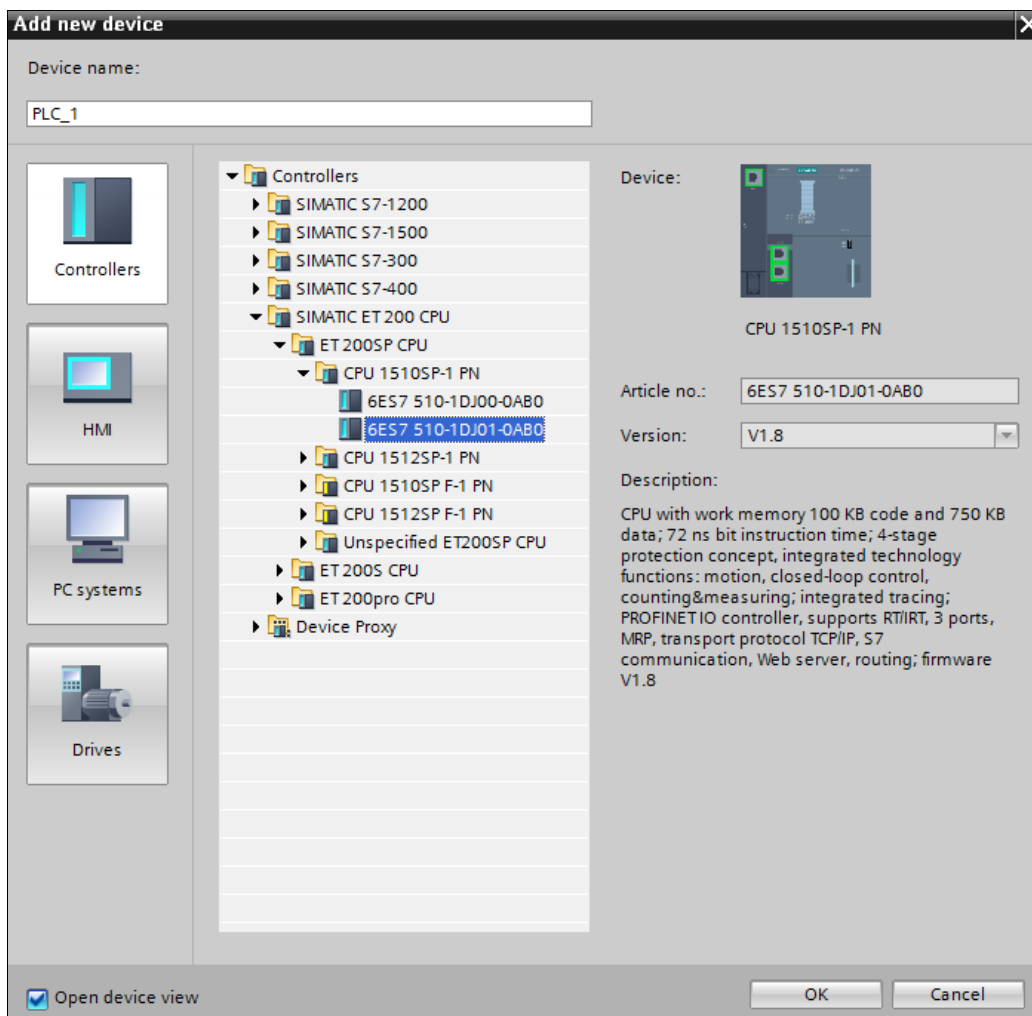 Add new device
Device name:
PLC_1
Controllers
HMI
PC systems
Drives
Controllers
SIMATIC S7-1200
SIMATIC S7-1500
SIMATIC S7-300
SIMATIC S7-400
SIMATIC ET 200 CPU
ET 200SP CPU
CPU 1510SP-1 PN
6ES7 510-1DJ00-0AB0
6ES7 510-1DJ01-0AB0
CPU 1512SP-1 PN
CPU 1510SP F-1 PN
CPU 1512SP F-1 PN
Unspecified ET200SP CPU
ET 200S CPU
ET 200pro CPU
Device Proxy
Device:
CPU 1510SP-1 PN
Article no.: 6ES7 510-1DJ01-0AB0
Version: V1.8
Description:
CPU with work memory 100 KB code and 750 KB
data; 72 ns bit instruction time; 4-stage
protection concept, integrated technology
functions: motion, closed-loop control,
counting&measuring; integrated tracing;
PROFINET IO controller, supports RT/IRT, 3 ports,
MRP, transport protocol TCP/IP, S7
communication, Web server, routing; firmware
V1.8
Open device view
OK
Cancel